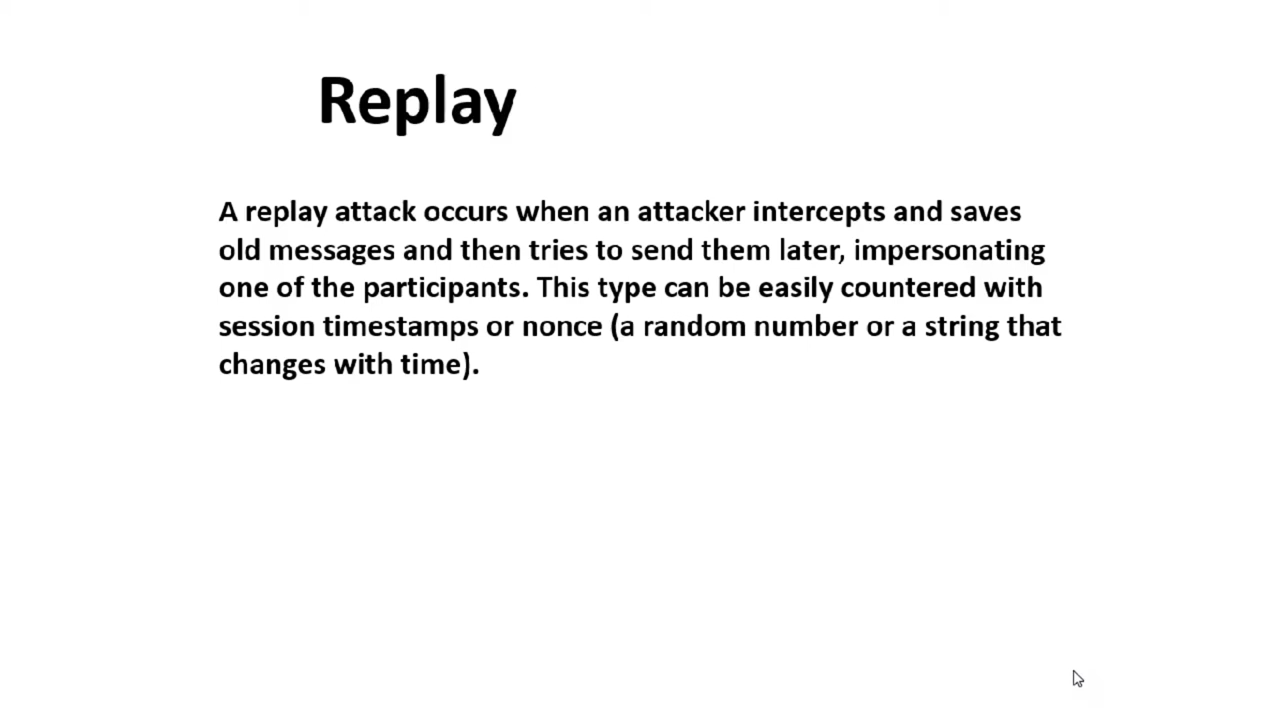 Replay
A replay attack occurs when an attacker intercepts and saves
old messages and then tries to send them later, impersonating
one of the participants. This type can be easily countered with
session timestamps or nonce (a random number or a string that
changes with time).